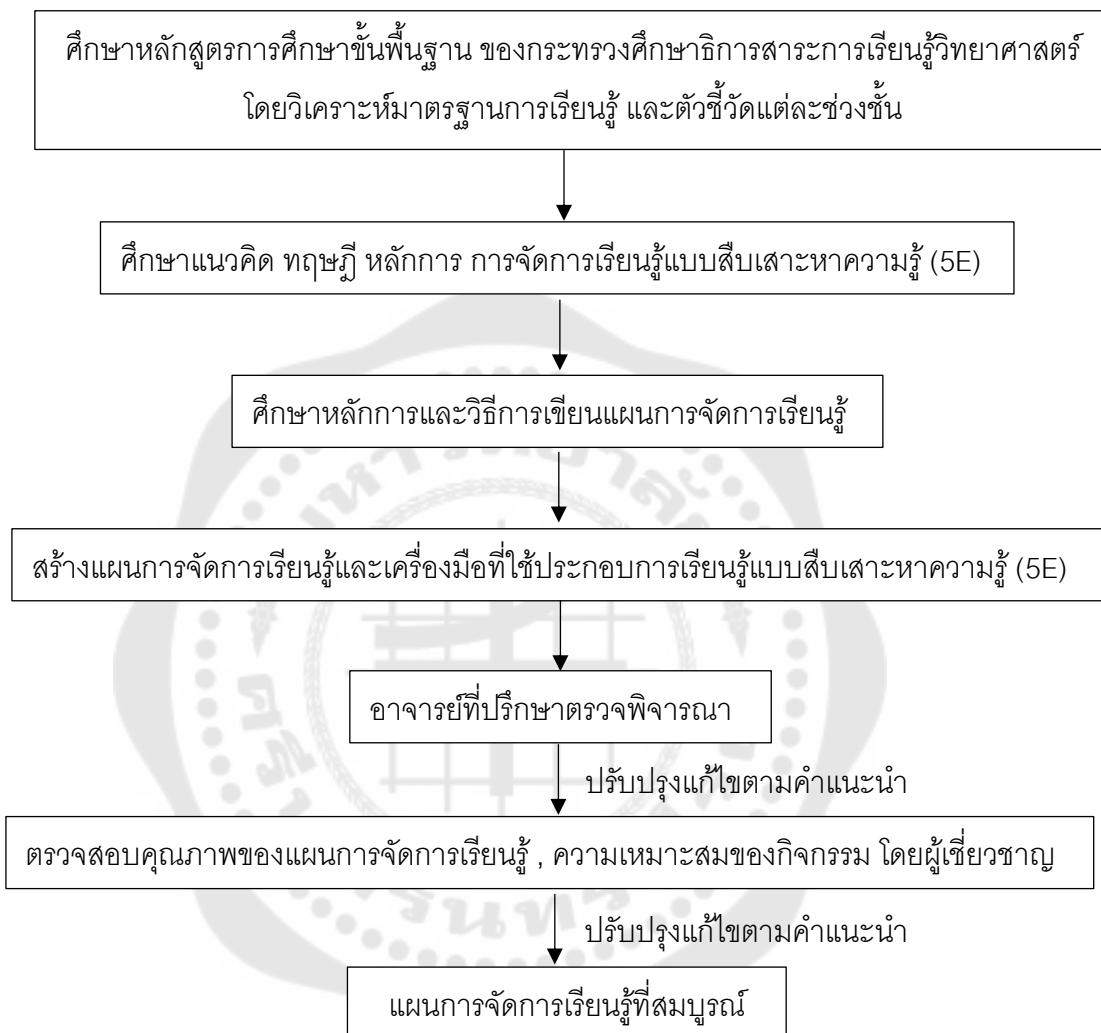 ศึกษาหลักสูตรการศึกษาขั้นพื้นฐาน ของกระทรวงศึกษาธิการสาระการเรียนรู้วิทยาศาสตร์
โดยวิเคราะห์มาตรฐานการเรียนรู้ และตัวชี้วัดแต่ละช่วงชั้น
ศึกษาแนวคิด ทฤษฎี หลักการ การจัดการเรียนรู้แบบสืบเสาะหาความรู้ (5E)
ศึกษาหลักการและวิธีการเขียนแผนการจัดการเรียนรู้
สร้างแผนการจัดการเรียนรู้และเครื่องมือที่ใช้ประกอบการเรียนรู้แบบสืบเสาะหาความรู้ (5E)
อาจารย์ที่ปรึกษาตรวจพิจารณา
ปรับปรุงแก้ไขตามคำแนะนำ
ตรวจสอบคุณภาพของแผนการจัดการเรียนรู้ , ความเหมาะสมของกิจกรรม โดยผู้เชี่ยวชาญ
ปรับปรุงแก้ไขตามคำแนะนำ
แผนการจัดการเรียนรู้ที่สมบูรณ์